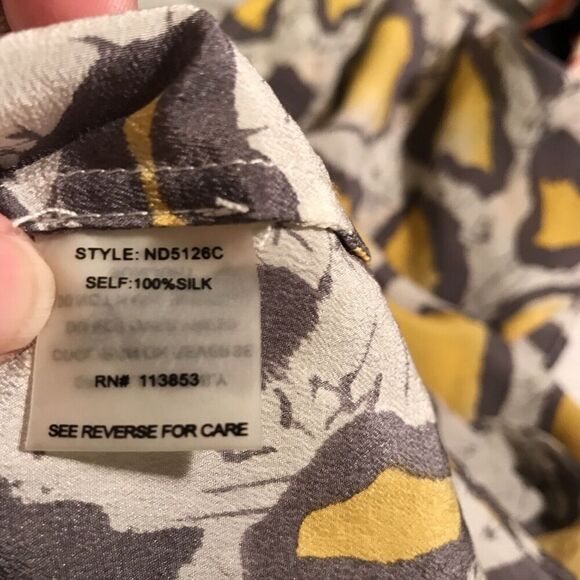 STYLE: ND5126C
SELF:100%SILK
RN# 113853
SEE REVERSE FOR CARE